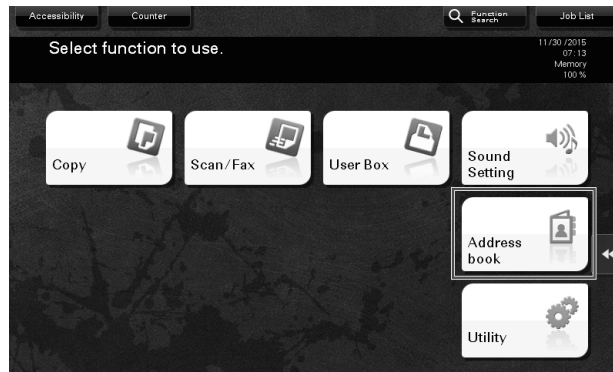 Accessibility
Counter
Function
Search
Job List
Select function to use.
11/30 /2015
07:13
Memory
100 %
Copy
Scan/Fax
User Box
Sound
Setting
Address
book
Utility